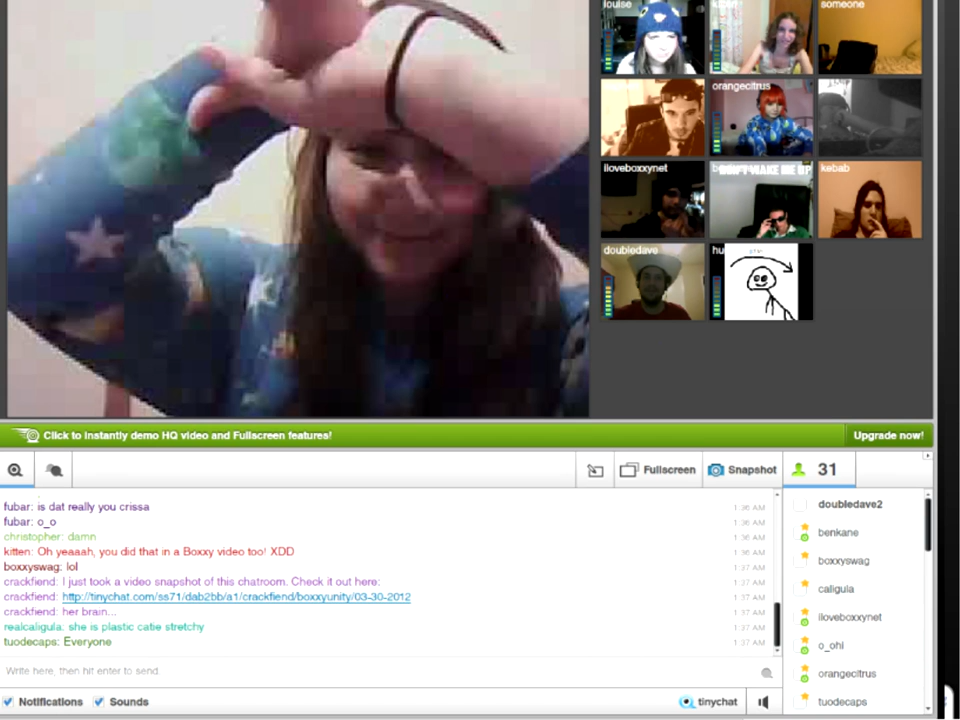 louise
someone
orangecitrus
iloveboxxynet
DON'T WAKE ME UP
kebab
doubledave
hu
Click to instantly demo HQ video and Fullscreen features!
Upgrade now!
Fullscreen
Snapshot
31
fubar: is dat really you crissa
1:36 AM
fubar: o_o
1:36 AM
christopher: damn
1:36 AM
kitten: Oh yeaaah, you did that in a Boxxy video too! XDD
1:36 AM
boxxyswag: lol
1:37 AM
crackfiend: I just took a video snapshot of this chatroom. Check it out here:
1:37 AM
crackfiend: http://tinychat.com/ss71/dab2bb/a1/crackfiend/boxxyunity/03-30-2012
1:37 AM
crackfiend: her brain...
1:37 AM
realcaligula: she is plastic catie stretchy
1:37 AM
tuodecaps: Everyone
1:37 AM
doubledave2
benkane
boxxyswag
caligula
iloveboxxynet
o_ohi
orangecitrus
tuodecaps
Write here, then hit enter to send.
Notifications
Sounds
tinychat